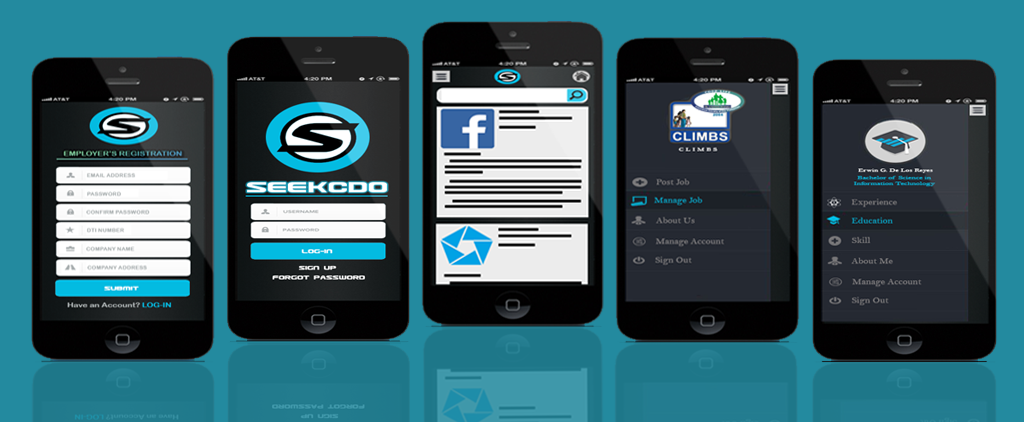 AT&T 4:20 PM
EMPLOYER'S REGISTRATION
EMAIL ADDRESS
PASSWORD
CONFIRM PASSWORD
DTI NUMBER
COMPANY NAME
COMPANY ADDRESS
SUBMIT
Have an Account? LOG-IN
AT&T 4:20 PM
SEEKCDO
USERNAME
PASSWORD
LOG-IN
SIGN UP
FORGOT PASSWORD
AT&T 4:20 PM
AT&T 4:20 PM
CLIMBS
CLIMBS
Post Job
Manage Job
About Us
Manage Account
Sign Out
AT&T 4:20 PM
Erwin G. De Los Reyes
Bachelor of Science in
Information Technology
Experience
Education
Skill
About Me
Manage Account
Sign Out